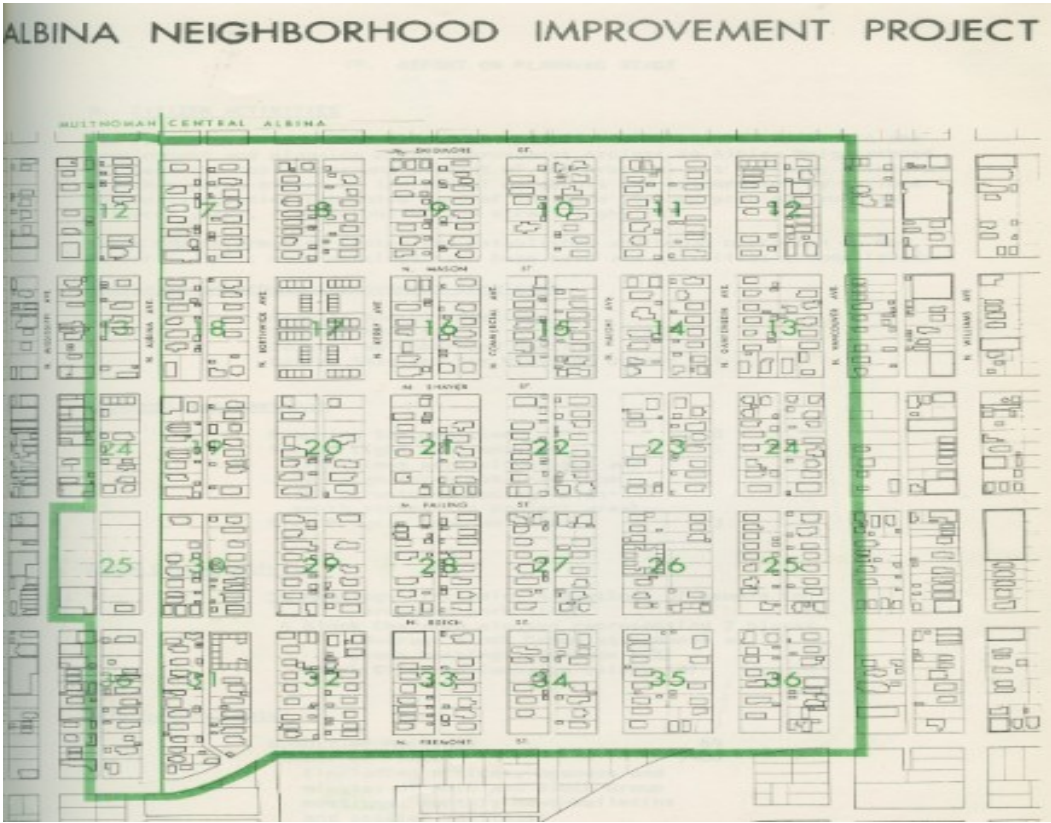 ALBINA NEIGHBORHOOD IMPROVEMENT PROJECT
MULTNOMAH CENTRAL ALBINA
N. SKIDMORE ST.
12 7 8 9 10 11 12
N. MASON ST.
N. MISSISSIPPI AVE.
N. ALBINA AVE.
N. BORTHWICK AVE.
N. KERBY AVE.
N. COMMERCIAL AVE.
N. HAIGHT AVE.
N. GANTENBEIN AVE.
N. VANCOUVER AVE.
N. WILLIAMS AVE.
13 18 17 16 15 14 13
N. SHAVER ST.
24 19 20 21 22 23 24
N. FAILING ST.
25 30 29 28 27 26 25
N. BEECH ST.
31 32 33 34 35 36
N. FREMONT ST.